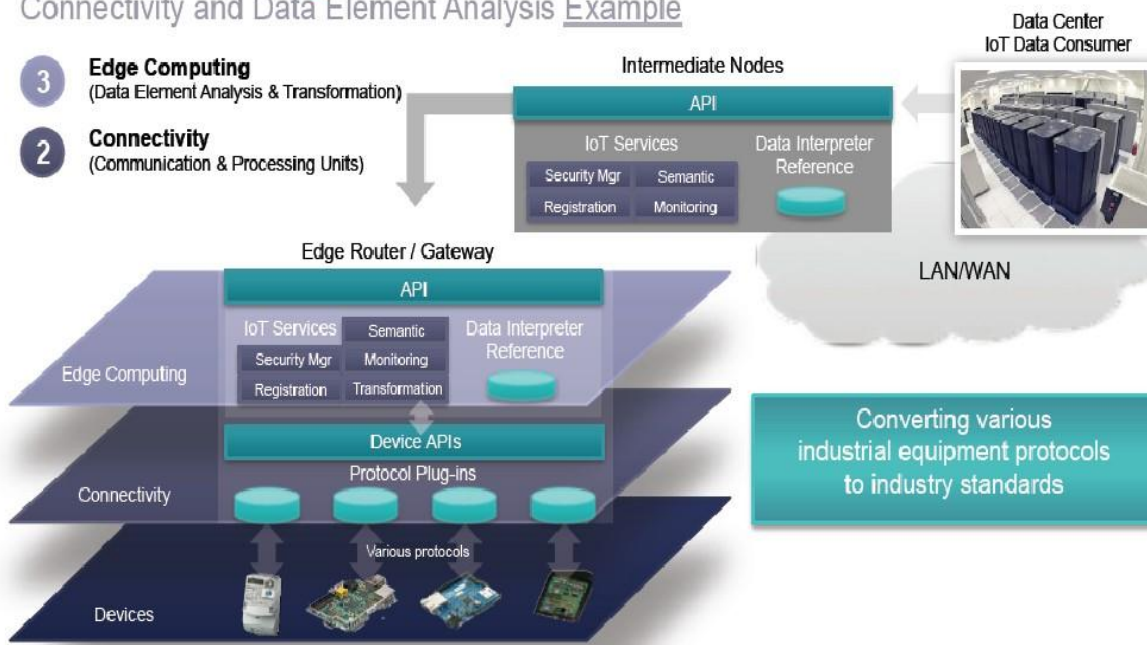 Connectivity and Data Element Analysis Example
Data Center
IoT Data Consumer
3
Edge Computing
(Data Element Analysis & Transformation)
2
Connectivity
(Communication & Processing Units)
Intermediate Nodes
API
IoT Services
Data Interpreter
Reference
Security Mgr
Semantic
Registration
Monitoring
LAN/WAN
Edge Router / Gateway
API
IoT Services
Semantic
Data Interpreter
Reference
Security Mgr
Monitoring
Registration
Transformation
Edge Computing
Device APIs
Protocol Plug-ins
Connectivity
Various protocols
Devices
Converting various
industrial equipment protocols
to industry standards